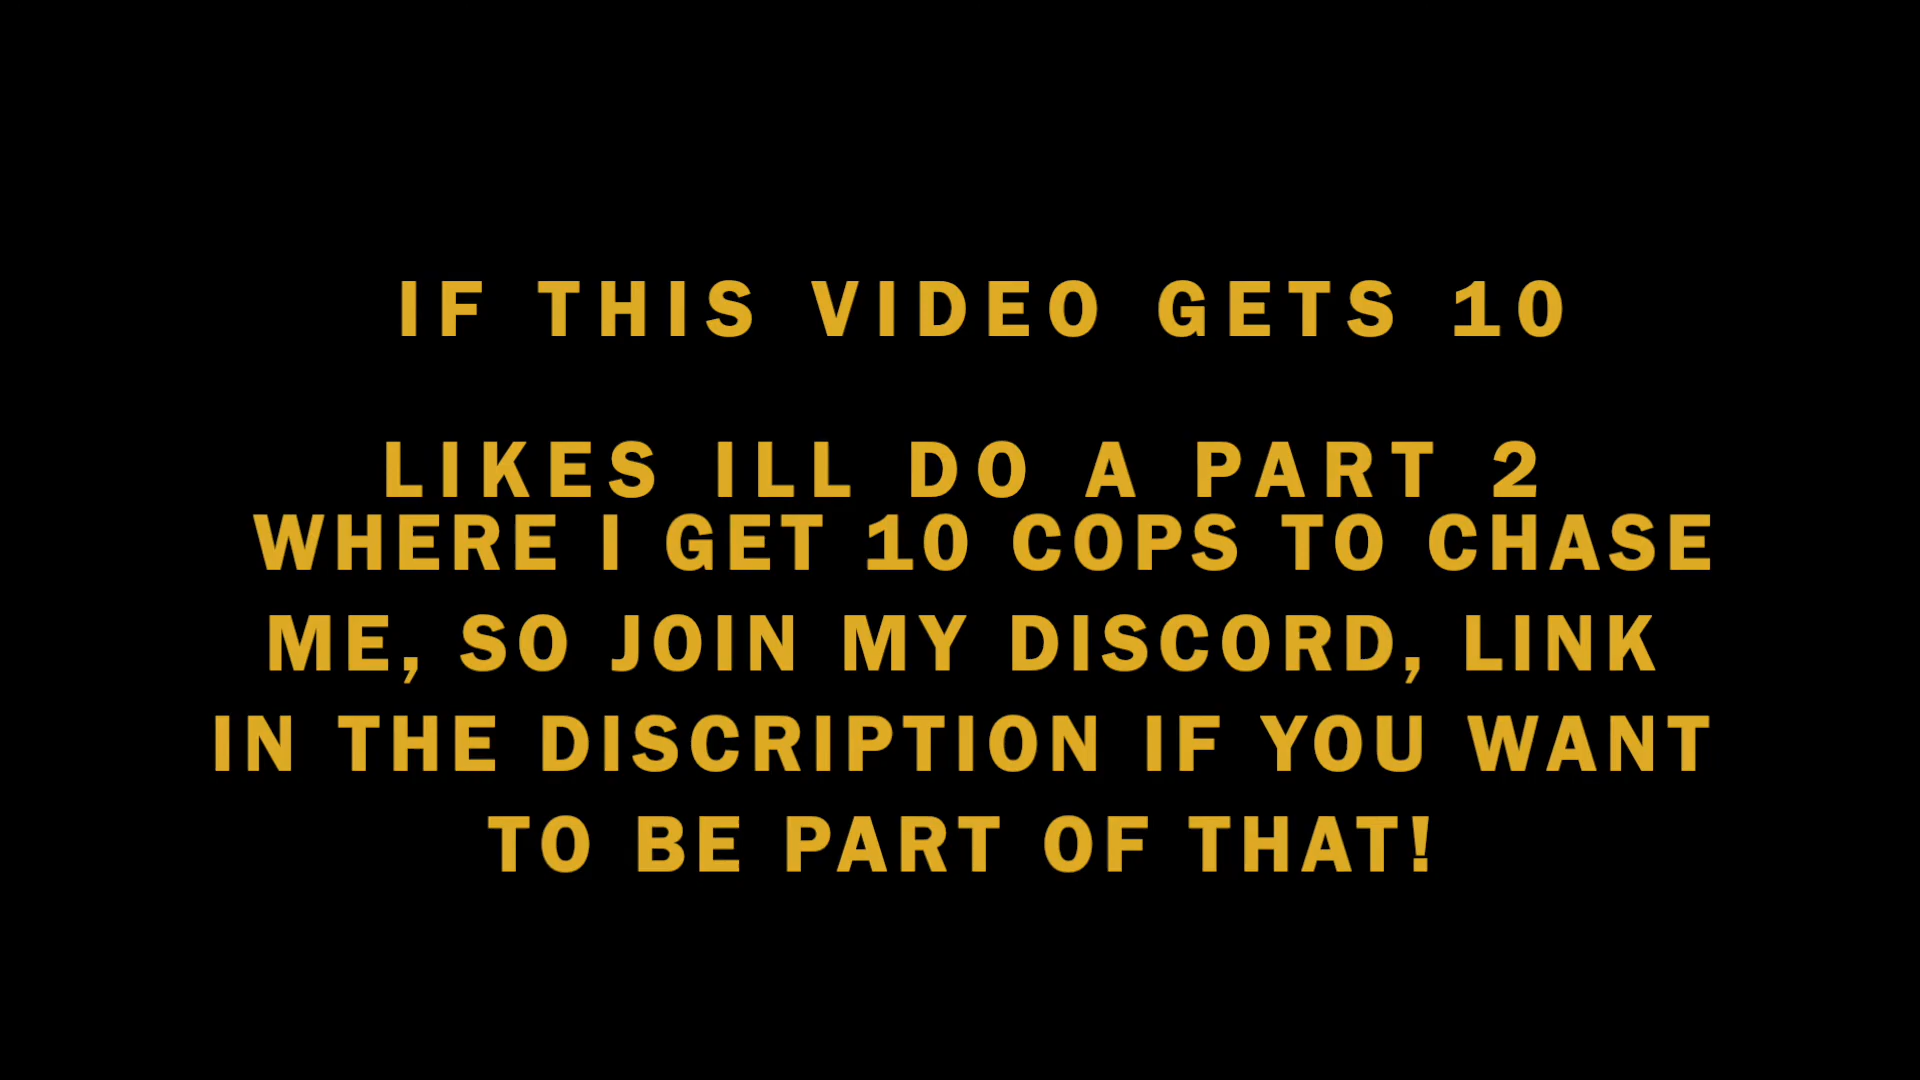 IF THIS VIDEO GETS 10
LIKES ILL DO A PART 2
WHERE I GET 10 COPS TO CHASE
ME, SO JOIN MY DISCORD, LINK
IN THE DISCRIPTION IF YOU WANT
TO BE PART OF THAT!